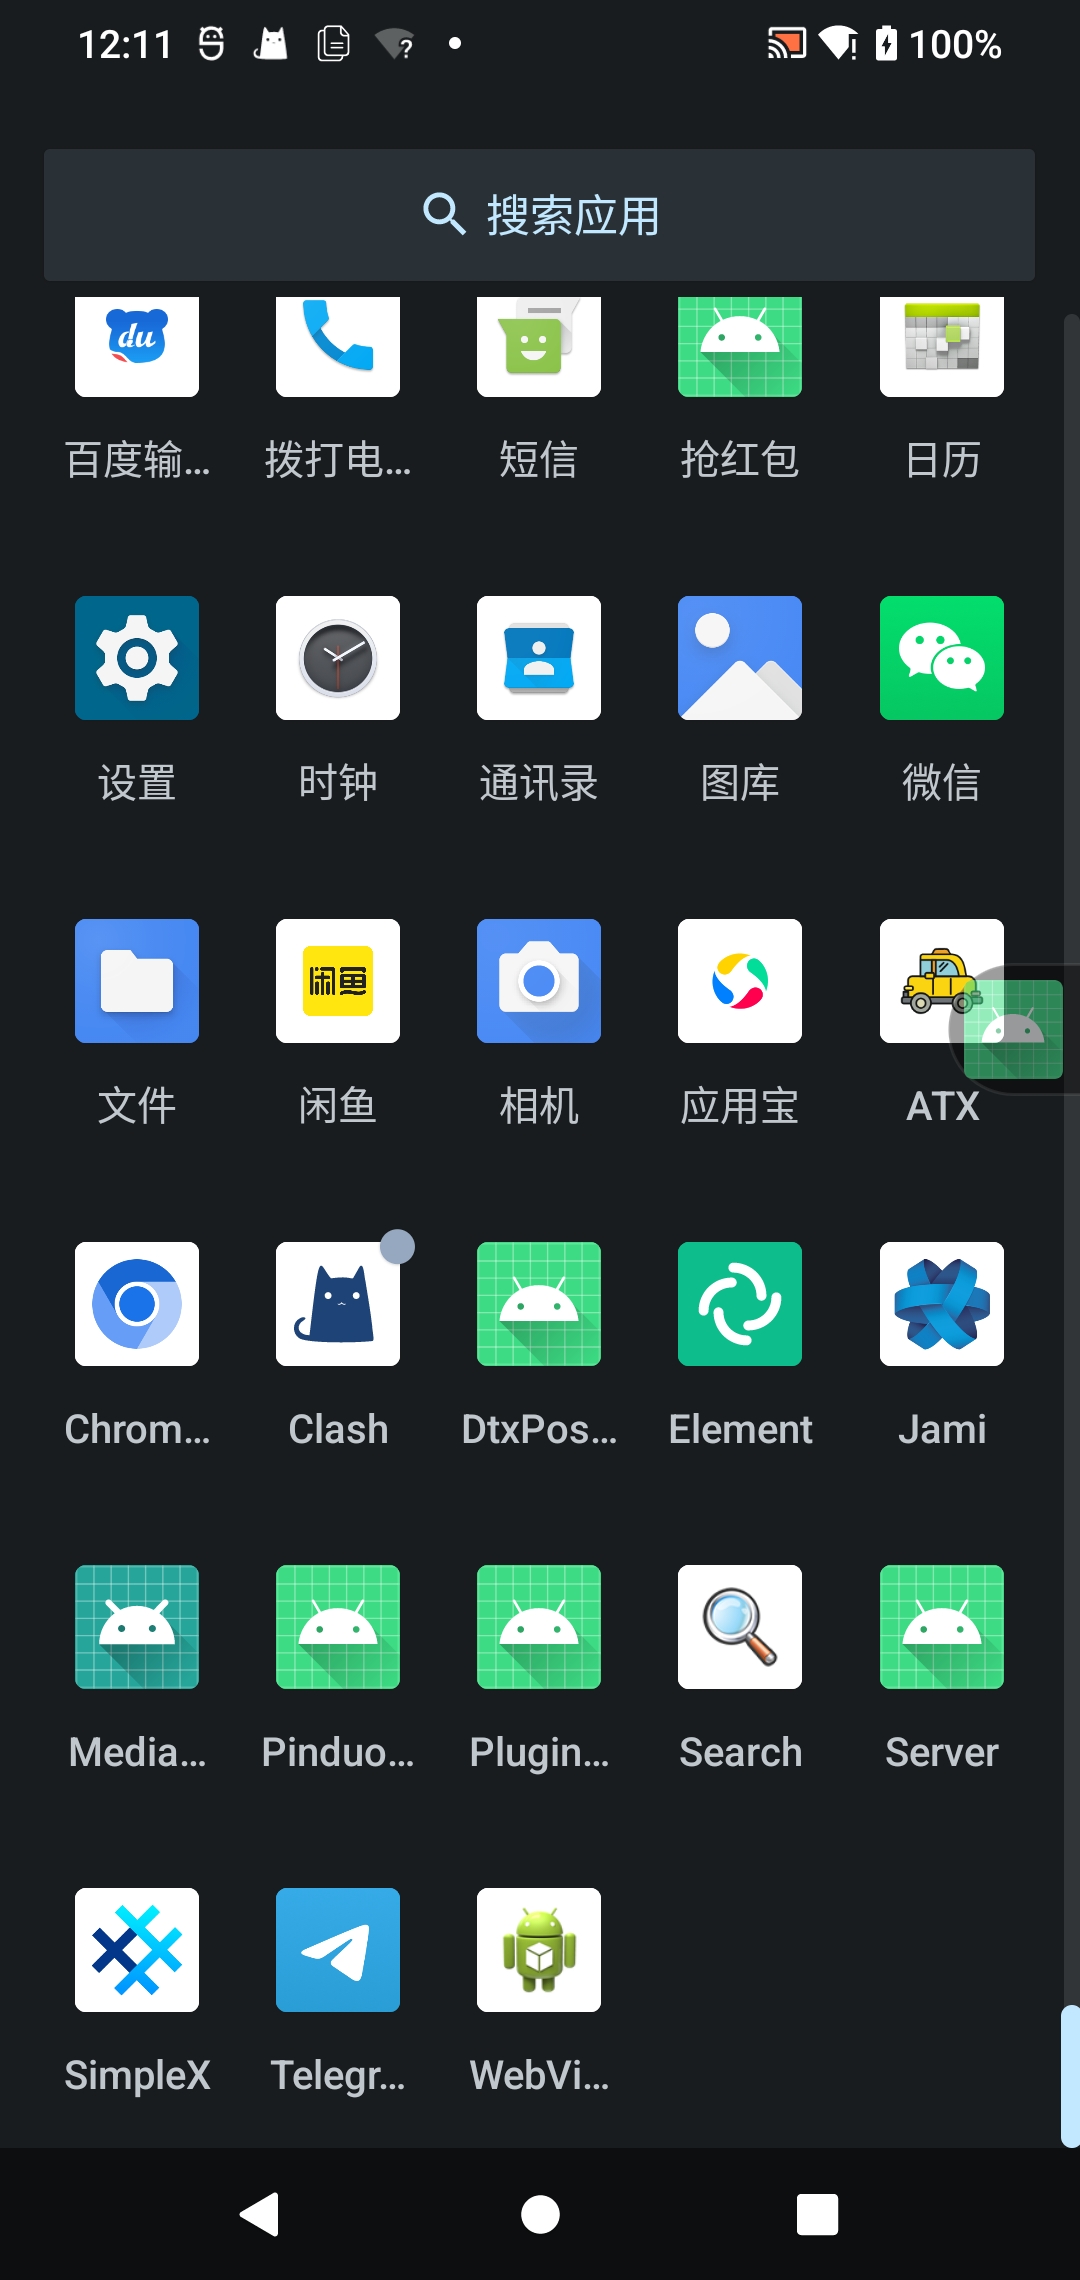 12:11 100%
搜索应用
du
百度输... 拨打电... 短信 抢红包 日历
设置 时钟 通讯录 图库 微信
闲鱼
文件 闲鱼 相机 应用宝 ATX
Chrom... Clash DtxPos... Element Jami
Media... Pinduo... Plugin... Search Server
SimpleX Telegr... WebVi...